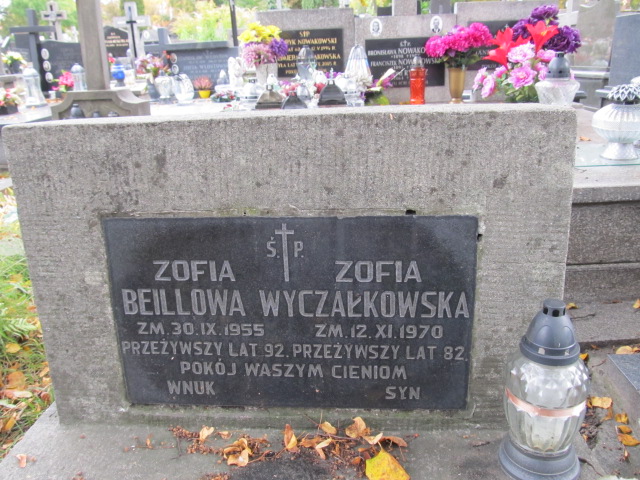 Ś.P.
ZOFIA ZOFIA
BEILLOWA WYCZAŁKOWSKA
ZM. 30.IX.1955 ZM. 12.XI.1970
PRZEŻYWSZY LAT 92. PRZEŻYWSZY LAT 82.
POKÓJ WASZYM CIENIOM
WNUK SYN